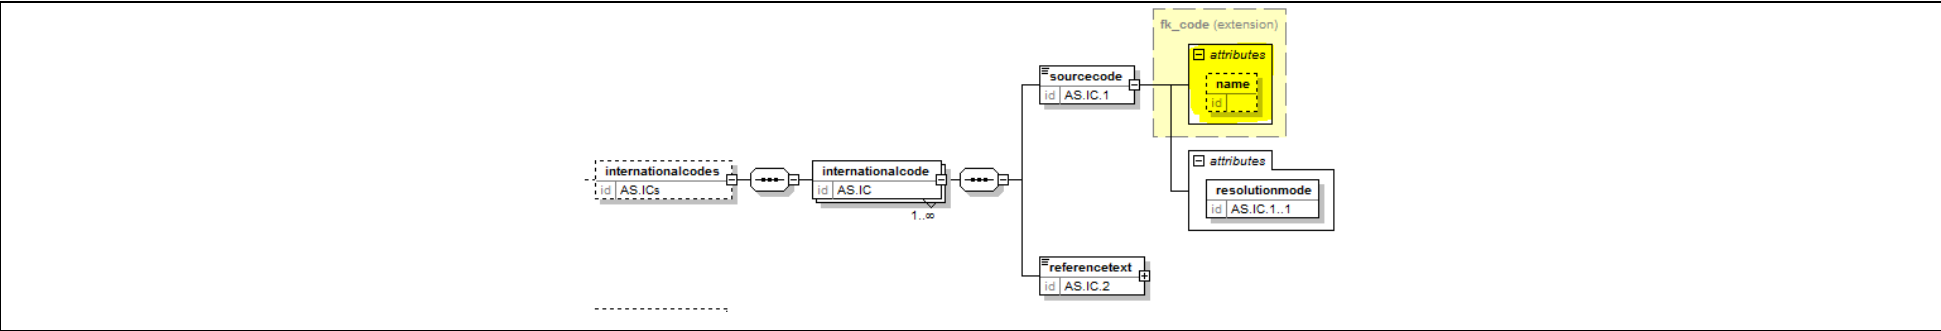 fk_code (extension)
attributes
name
id
sourcecode
id AS.IC.1
attributes
resolutionmode
id AS.IC.1..1
internationalcodes
id AS.ICs
internationalcode
id AS.IC
1..∞
referencetext
id AS.IC.2